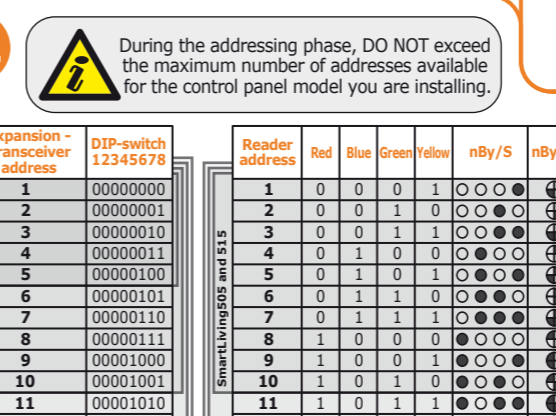 During the addressing phase, DO NOT exceed
the maximum number of addresses available
for the control panel model you are installing.
xpansion -
ransceiver
address
DIP-switch
12345678
Reader
address
Red
Blue
Green
Yellow
nBy/S
nBy
SmartLiving505 and 515
1 00000000 1 0 0 0 1
2 00000001 2 0 0 1 0
3 00000010 3 0 0 1 1
4 00000011 4 0 1 0 0
5 00000100 5 0 1 0 1
6 00000101 6 0 1 1 0
7 00000110 7 0 1 1 1
8 00000111 8 1 0 0 0
9 00001000 9 1 0 0 1
10 00001001 10 1 0 1 0
11 00001010 11 1 0 1 1